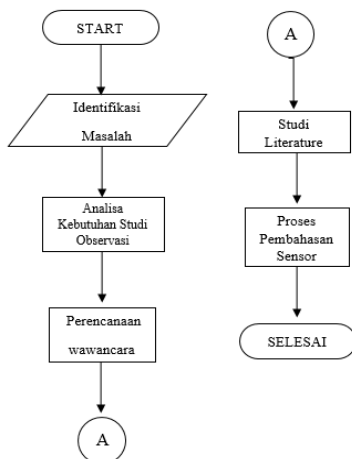 START
Identifikasi
Masalah
Analisa
Kebutuhan Studi
Observasi
Perencanaan
wawancara
A
A
Studi
Literature
Proses
Pembahasan
Sensor
SELESAI